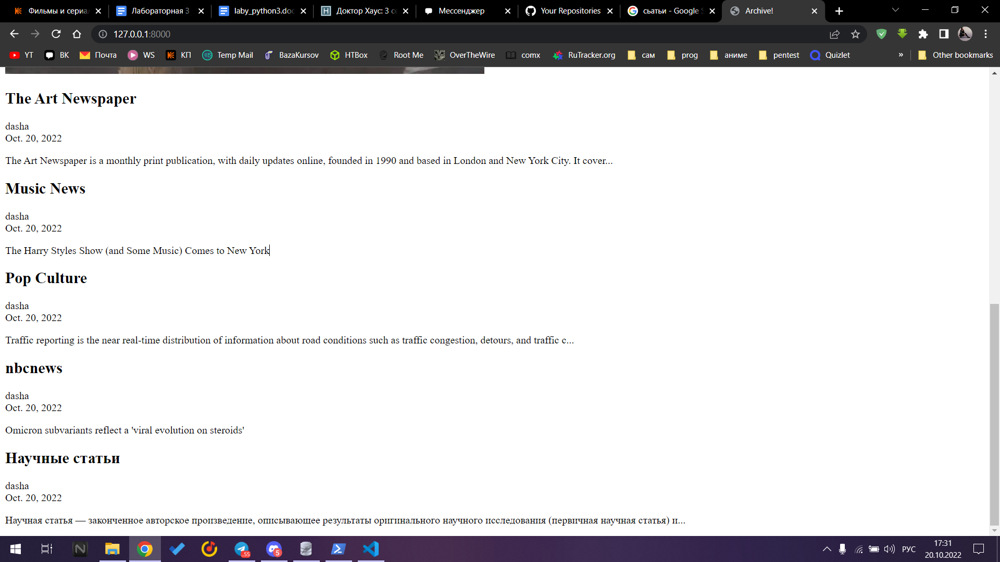 Фильмы и сериал
Лабораторная 3
laby_python3.doc
Доктор Хаус: 3 се
Мессенджер
Your Repositories
сьатьи - Google S
Archive!
127.0.0.1:8000
YT
ВК
Почта
WS
КП
Temp Mail
BazaKursov
HTBox
Root Me
OverTheWire
comx
RuTracker.org
сам
prog
аниме
pentest
Quizlet
»
Other bookmarks
The Art Newspaper
dasha
Oct. 20, 2022
The Art Newspaper is a monthly print publication, with daily updates online, founded in 1990 and based in London and New York City. It cover...
Music News
dasha
Oct. 20, 2022
The Harry Styles Show (and Some Music) Comes to New York
Pop Culture
dasha
Oct. 20, 2022
Traffic reporting is the near real-time distribution of information about road conditions such as traffic congestion, detours, and traffic c...
nbcnews
dasha
Oct. 20, 2022
Omicron subvariants reflect a 'viral evolution on steroids'
Научные статьи
dasha
Oct. 20, 2022
Научная статья — законченное авторское произведение, описывающее результаты оригинального научного исследования (первичная научная статья) и...
..55
5
РУС
17:31
20.10.2022